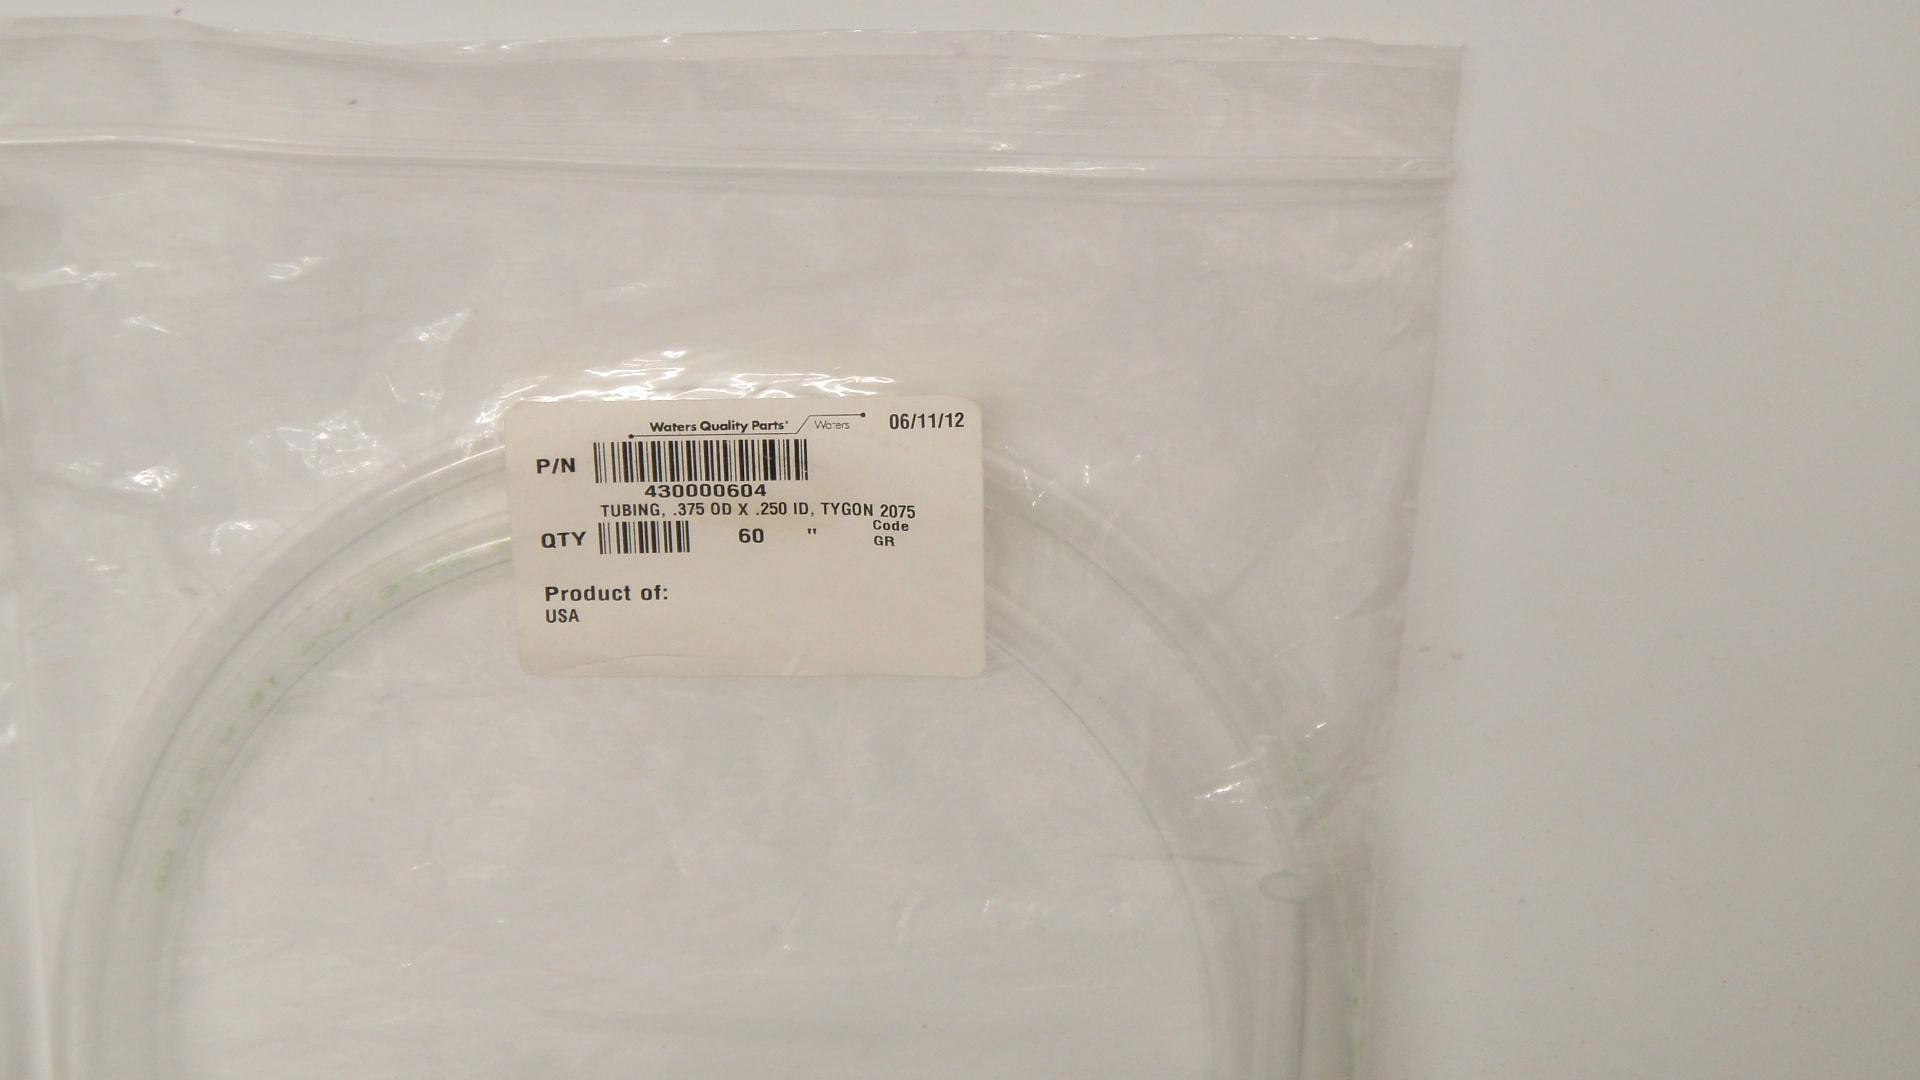 Waters Quality Parts Waters 06/11/12
P/N
430000604
TUBING, .375 OD X .250 ID, TYGON 2075
QTY 60 " Code
GR
Product of:
USA